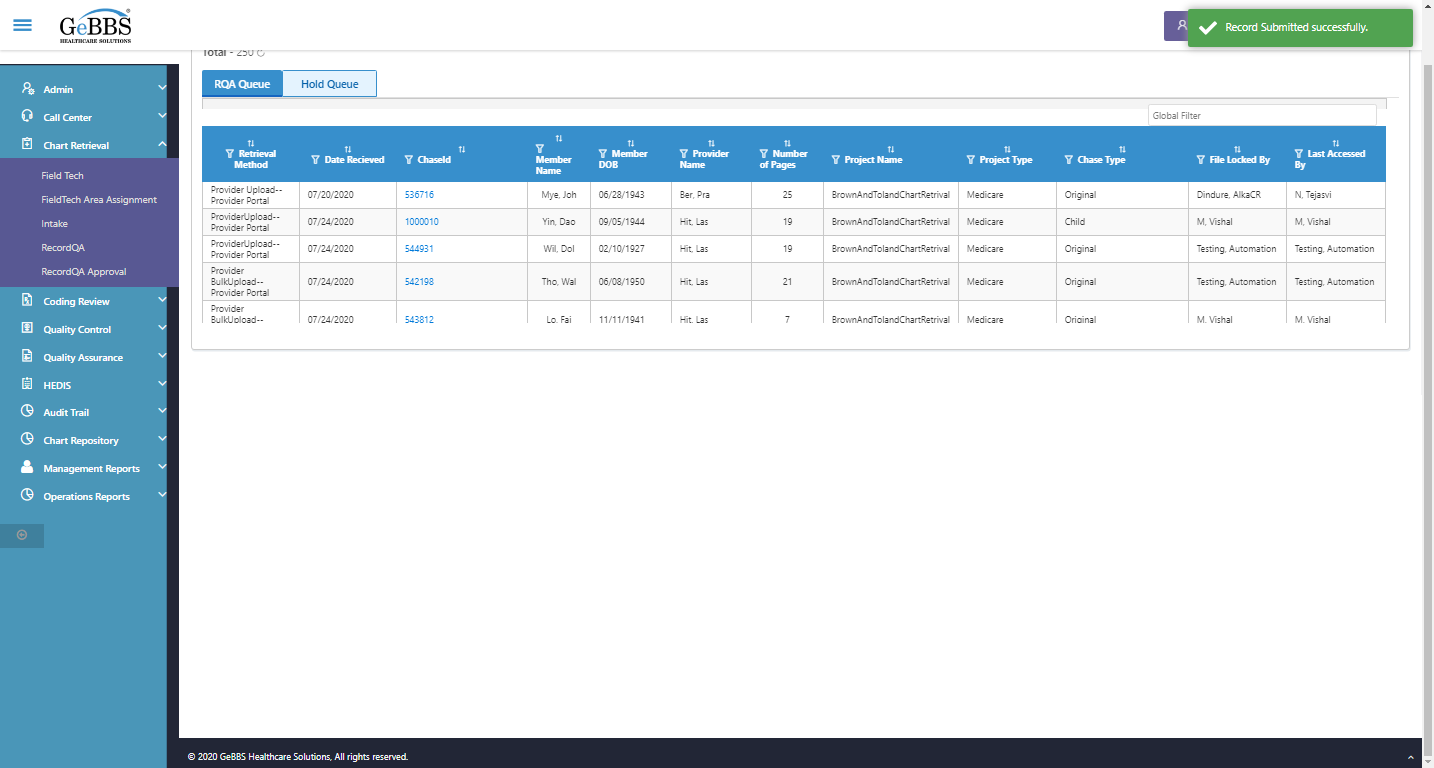 GeBBS
HEALTHCARE SOLUTIONS
Record Submitted successfully.
Total - 250
RQA Queue
Hold Queue
Global Filter
Admin
Call Center
Chart Retrieval
Field Tech
FieldTech Area Assignment
Intake
RecordQA
RecordQA Approval
Coding Review
Quality Control
Quality Assurance
HEDIS
Audit Trail
Chart Repository
Management Reports
Operations Reports
Retrieval Method Date Recieved ChaseId Member Name Member DOB Provider Name Number of Pages Project Name Project Type Chase Type File Locked By Last Accessed By
Provider Upload--
Provider Portal 07/20/2020 536716 Mye, Joh 06/28/1943 Ber, Pra 25 BrownAndTolandChartRetrival Medicare Original Dindure, AlkaCR N, Tejasvi
ProviderUpload--
Provider Portal 07/24/2020 1000010 Yin, Dao 09/05/1944 Hit, Las 19 BrownAndTolandChartRetrival Medicare Child M, Vishal M, Vishal
ProviderUpload--
Provider Portal 07/24/2020 544931 Wil, Dol 02/10/1927 Hit, Las 19 BrownAndTolandChartRetrival Medicare Original Testing, Automation Testing, Automation
Provider
BulkUpload--
Provider Portal 07/24/2020 542198 Tho, Wal 06/08/1950 Hit, Las 21 BrownAndTolandChartRetrival Medicare Original Testing, Automation Testing, Automation
Provider
BulkUpload-- 07/24/2020 543812 Lo, Fai 11/11/1941 Hit, Las 7 BrownAndTolandChartRetrival Medicare Original M, Vishal M, Vishal
© 2020 GeBBS Healthcare Solutions, All rights reserved.